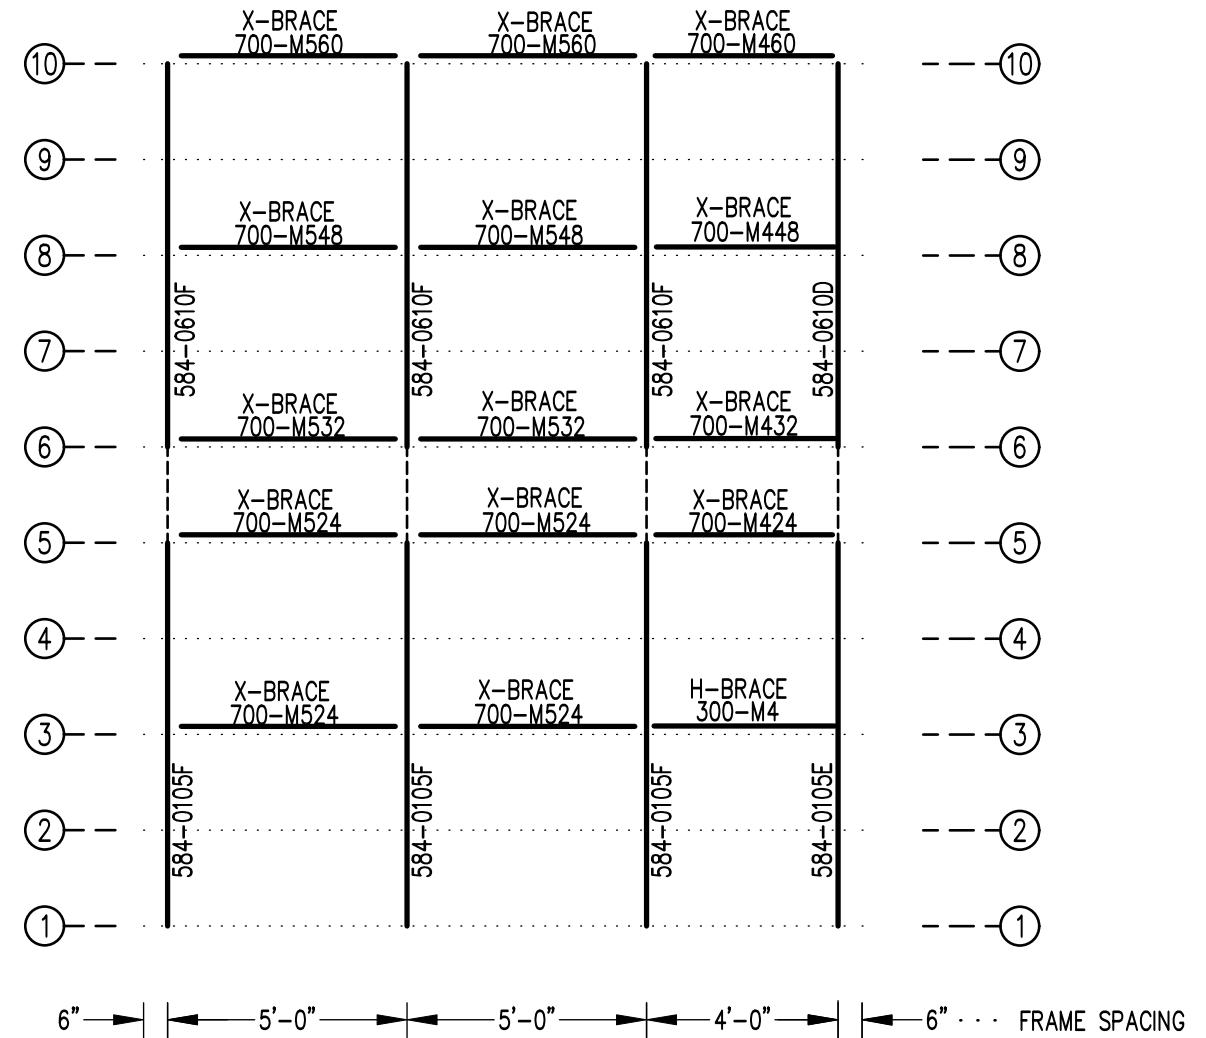 X-BRACE X-BRACE X-BRACE
700-M560 700-M560 700-M460
10 10
9 9
X-BRACE X-BRACE X-BRACE
700-M548 700-M548 700-M448
8 8
584-0610F 584-0610F 584-0610F 584-0610D
7 7
X-BRACE X-BRACE X-BRACE
700-M532 700-M532 700-M432
6 6
X-BRACE X-BRACE X-BRACE
700-M524 700-M524 700-M424
5 5
4 4
X-BRACE X-BRACE H-BRACE
700-M524 700-M524 300-M4
3 3
584-0105F 584-0105F 584-0105F 584-0105E
2 2
1 1
6" 5'-0" 5'-0" 4'-0" 6" FRAME SPACING